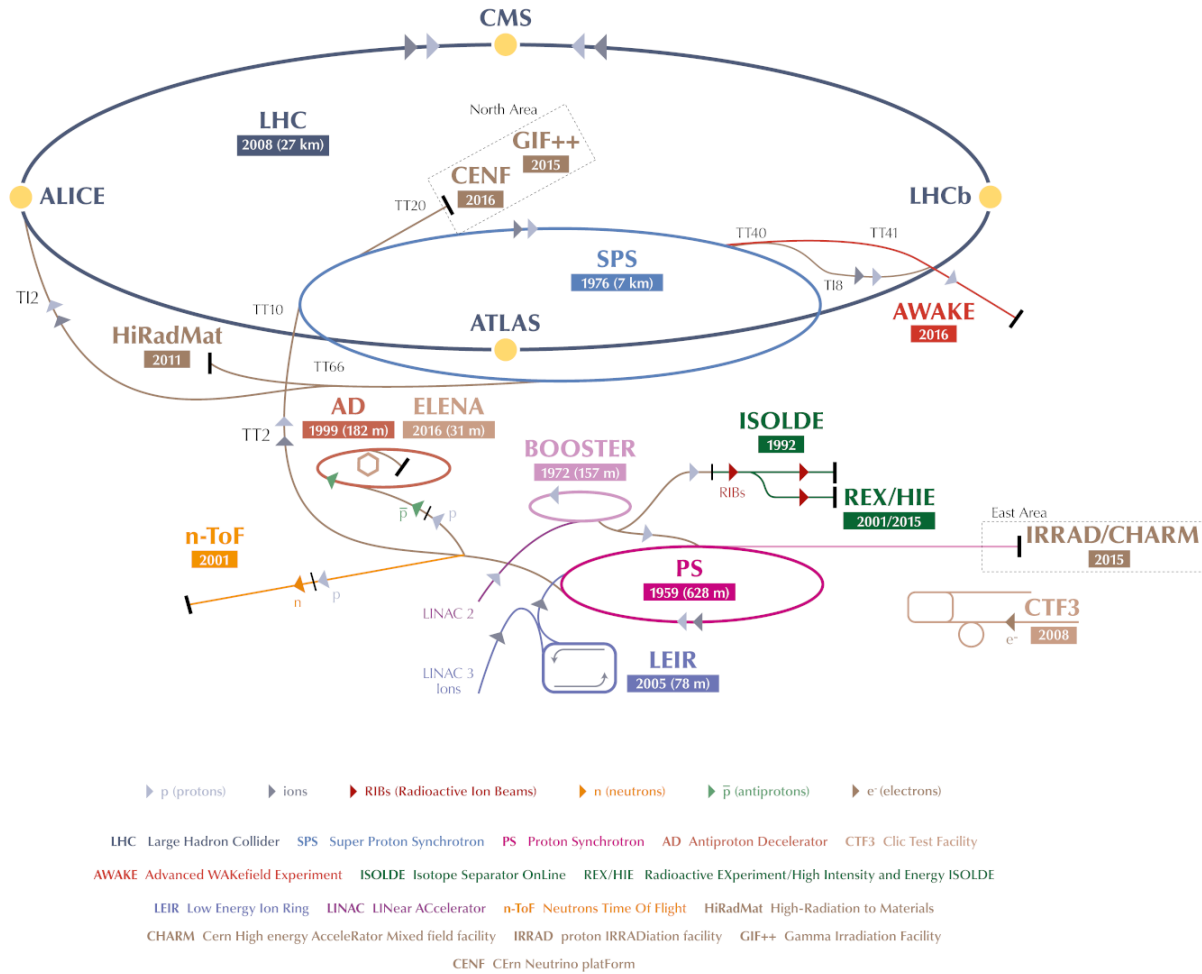 CMS
North Area
LHC
2008 (27 km)
GIF++
2015
CENF
2016
ALICE
LHCb
TT20
TT40
TT41
SPS
1976 (7 km)
TI8
TI2
TT10
AWAKE
2016
ATLAS
HiRadMat
2011
TT66
AD
1999 (182 m)
ELENA
2016 (31 m)
TT2
ISOLDE
1992
BOOSTER
1972 (157 m)
RIBs
REX/HIE
2001/2015
p̅
p
East Area
IRRAD/CHARM
2015
n-ToF
2001
n
p
PS
1959 (628 m)
LINAC 2
CTF3
2008
e-
LINAC 3
Ions
LEIR
2005 (78 m)
p (protons)
ions
RIBs (Radioactive Ion Beams)
n (neutrons)
p̅ (antiprotons)
e- (electrons)
LHC Large Hadron Collider SPS Super Proton Synchrotron PS Proton Synchrotron AD Antiproton Decelerator CTF3 Clic Test Facility
AWAKE Advanced WAKefield Experiment ISOLDE Isotope Separator OnLine REX/HIE Radioactive EXperiment/High Intensity and Energy ISOLDE
LEIR Low Energy Ion Ring LINAC LINear ACcelerator n-ToF Neutrons Time Of Flight HiRadMat High-Radiation to Materials
CHARM Cern High energy AcceleRator Mixed field facility IRRAD proton IRRADiation facility GIF++ Gamma Irradiation Facility
CENF CErn Neutrino platForm